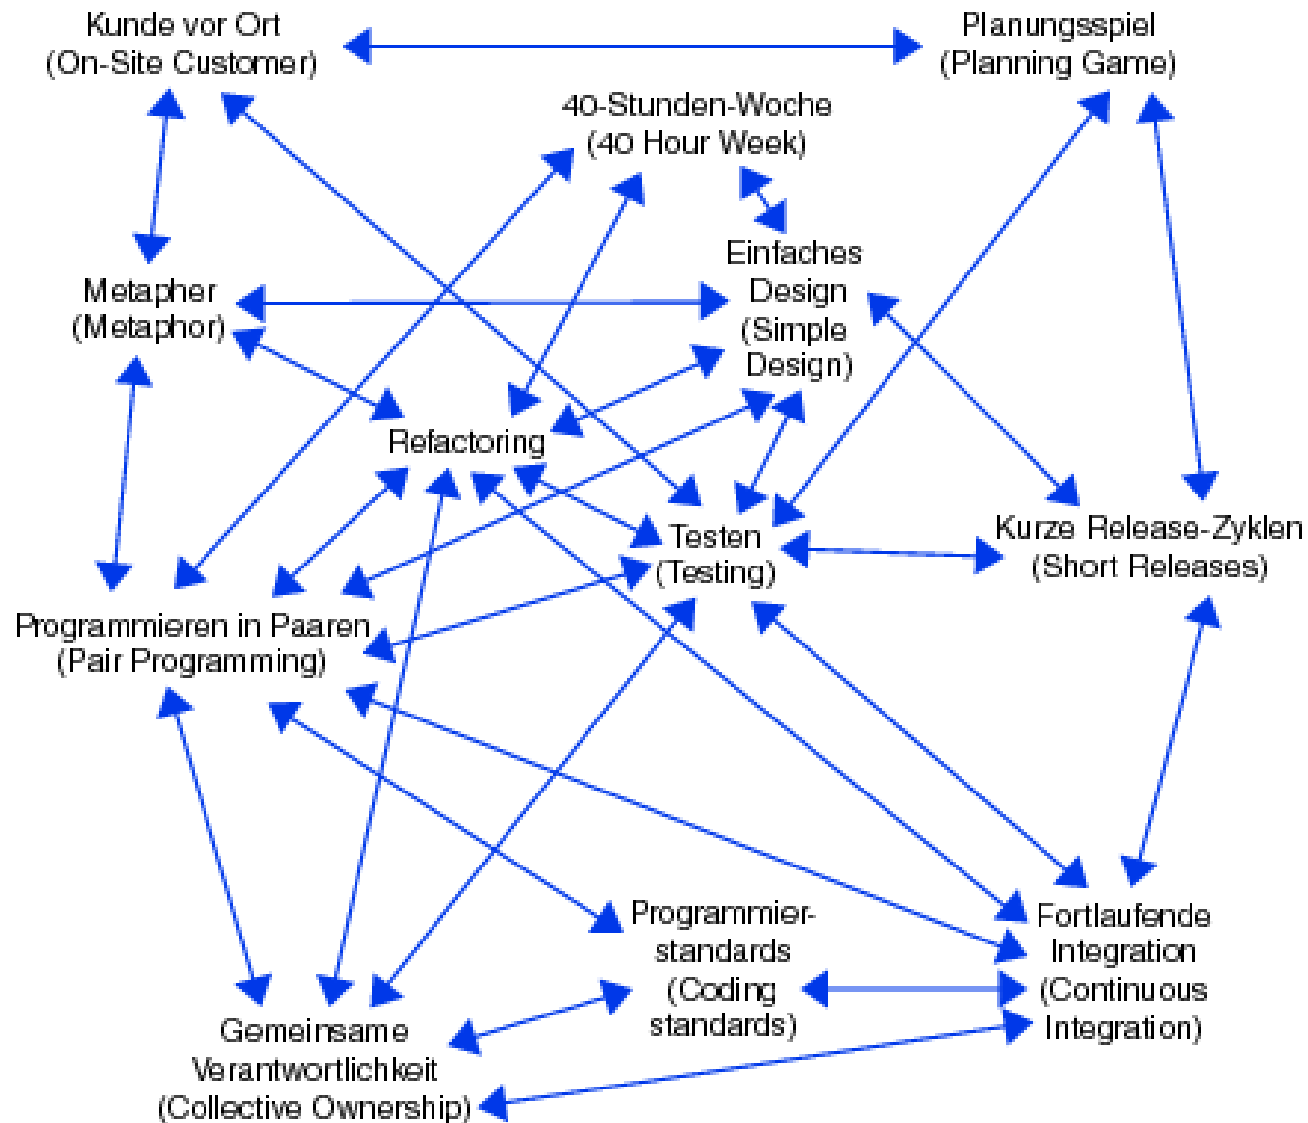 Kunde vor Ort
(On-Site Customer)
Planungsspiel
(Planning Game)
40-Stunden-Woche
(40 Hour Week)
Einfaches
Design
(Simple
Design)
Metapher
(Metaphor)
Refactoring
Testen
(Testing)
Kurze Release-Zyklen
(Short Releases)
Programmieren in Paaren
(Pair Programming)
Programmier-
standards
(Coding
standards)
Fortlaufende
Integration
(Continuous
Integration)
Gemeinsame
Verantwortlichkeit
(Collective Ownership)